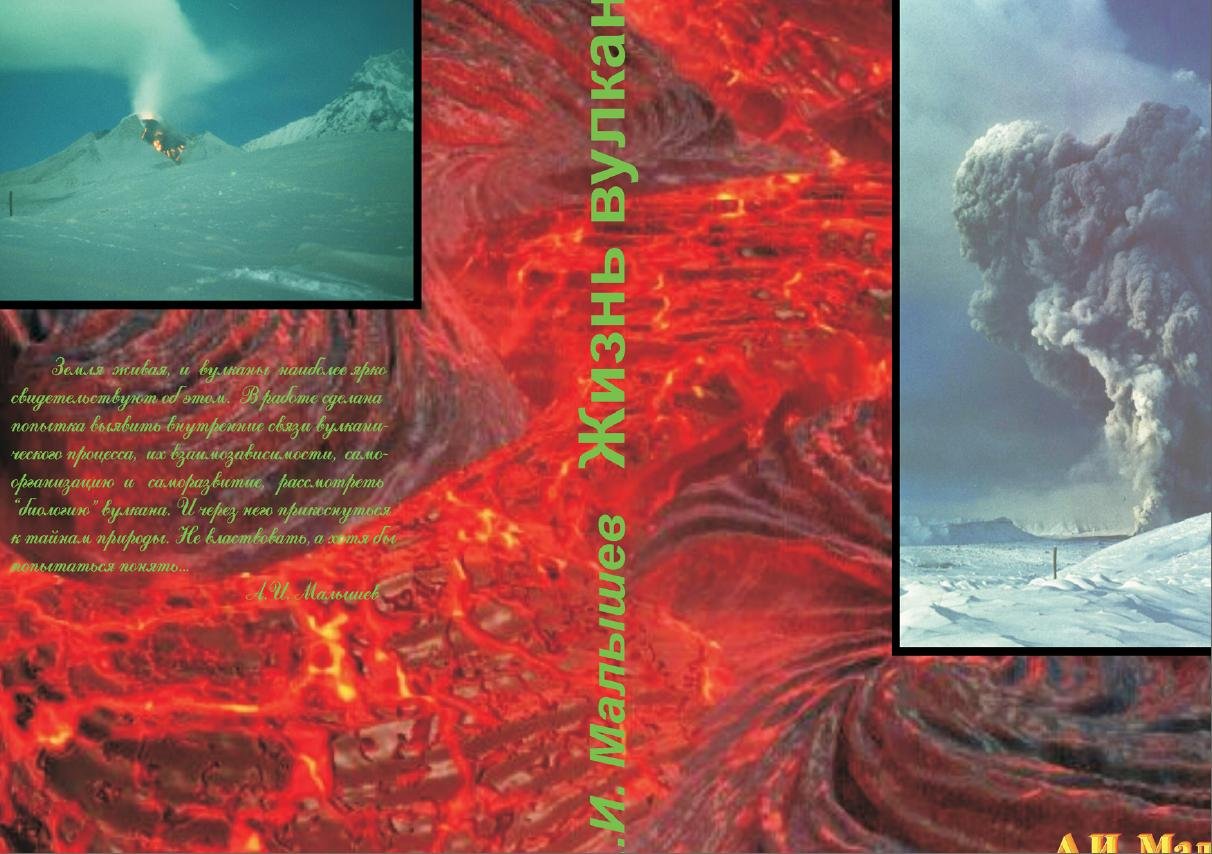 Земля живая, и вулканы наиболее ярко
свидетельствуют об этом. В работе сделана
попытка выявить внутренние связи вулкани-
ческого процесса, их взаимозависимости, само-
организацию и саморазвитие, рассмотреть
“биологию” вулкана. И через него прикоснуться
к тайнам природы. Не властвовать, а хотя бы
попытаться понять...
А.И. Малышев
.И. Малышев Жизнь вулкан
А.И. Мал